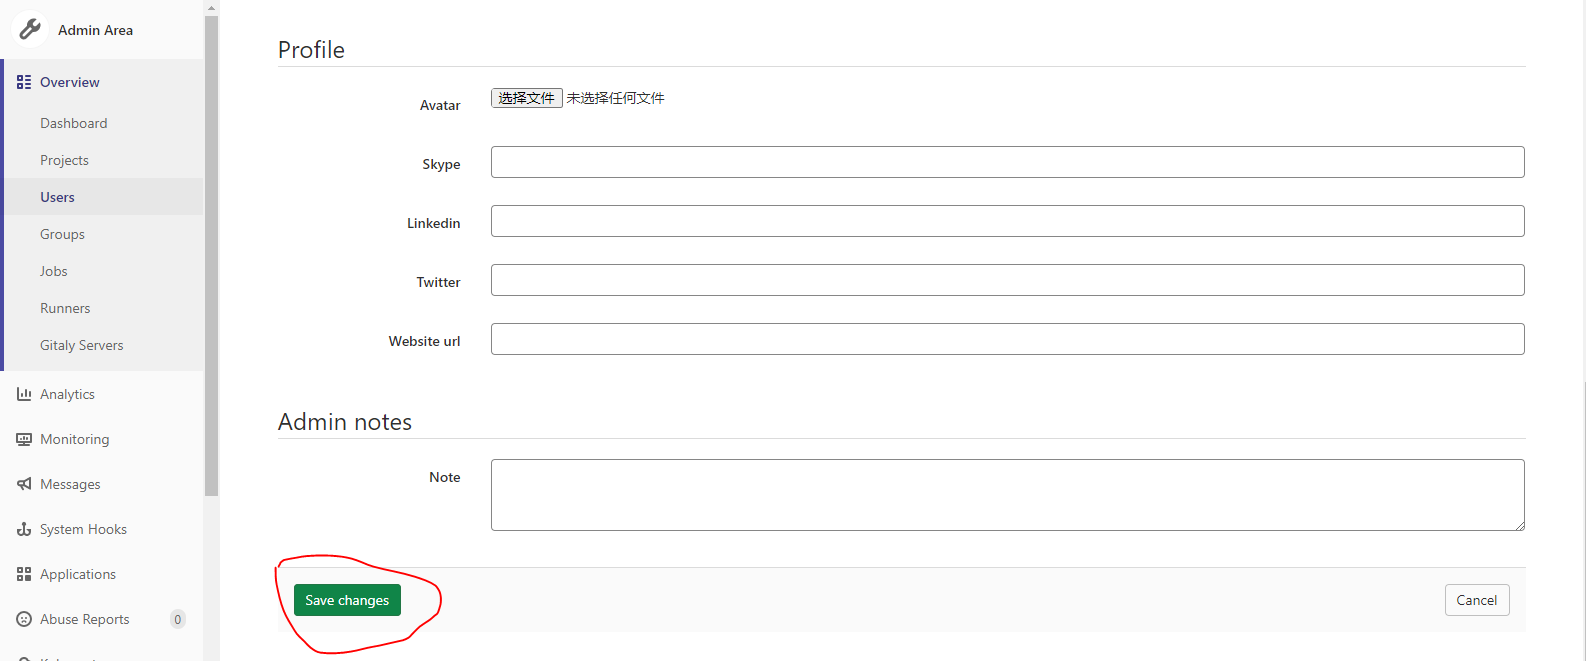 Admin Area
Overview
Dashboard
Projects
Users
Groups
Jobs
Runners
Gitaly Servers
Analytics
Monitoring
Messages
System Hooks
Applications
Abuse Reports 0
Profile
Avatar 选择文件 未选择任何文件
Skype
Linkedin
Twitter
Website url
Admin notes
Note
Save changes Cancel